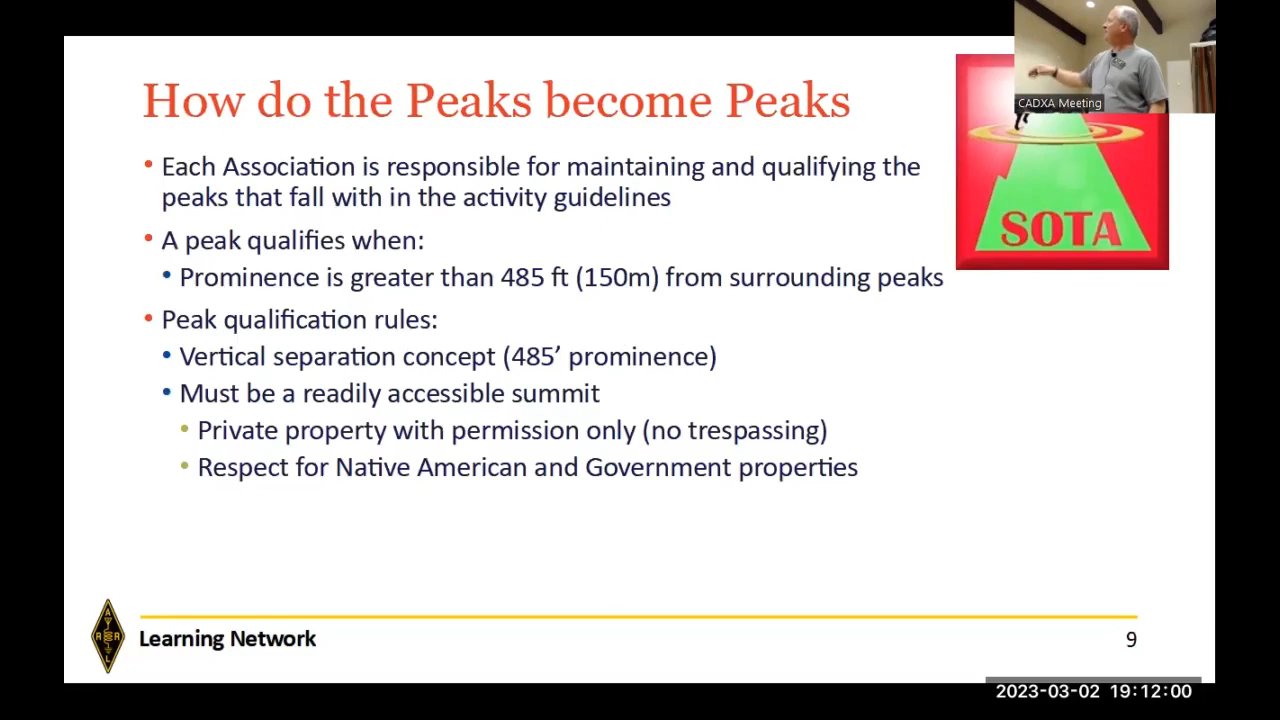 How do the Peaks become Peaks
CADXA Meeting
• Each Association is responsible for maintaining and qualifying the
peaks that fall with in the activity guidelines
• A peak qualifies when:
• Prominence is greater than 485 ft (150m) from surrounding peaks
• Peak qualification rules:
• Vertical separation concept (485’ prominence)
• Must be a readily accessible summit
• Private property with permission only (no trespassing)
• Respect for Native American and Government properties
SOTA
A
R R
L
Learning Network
9
2023-03-02 19:12:00